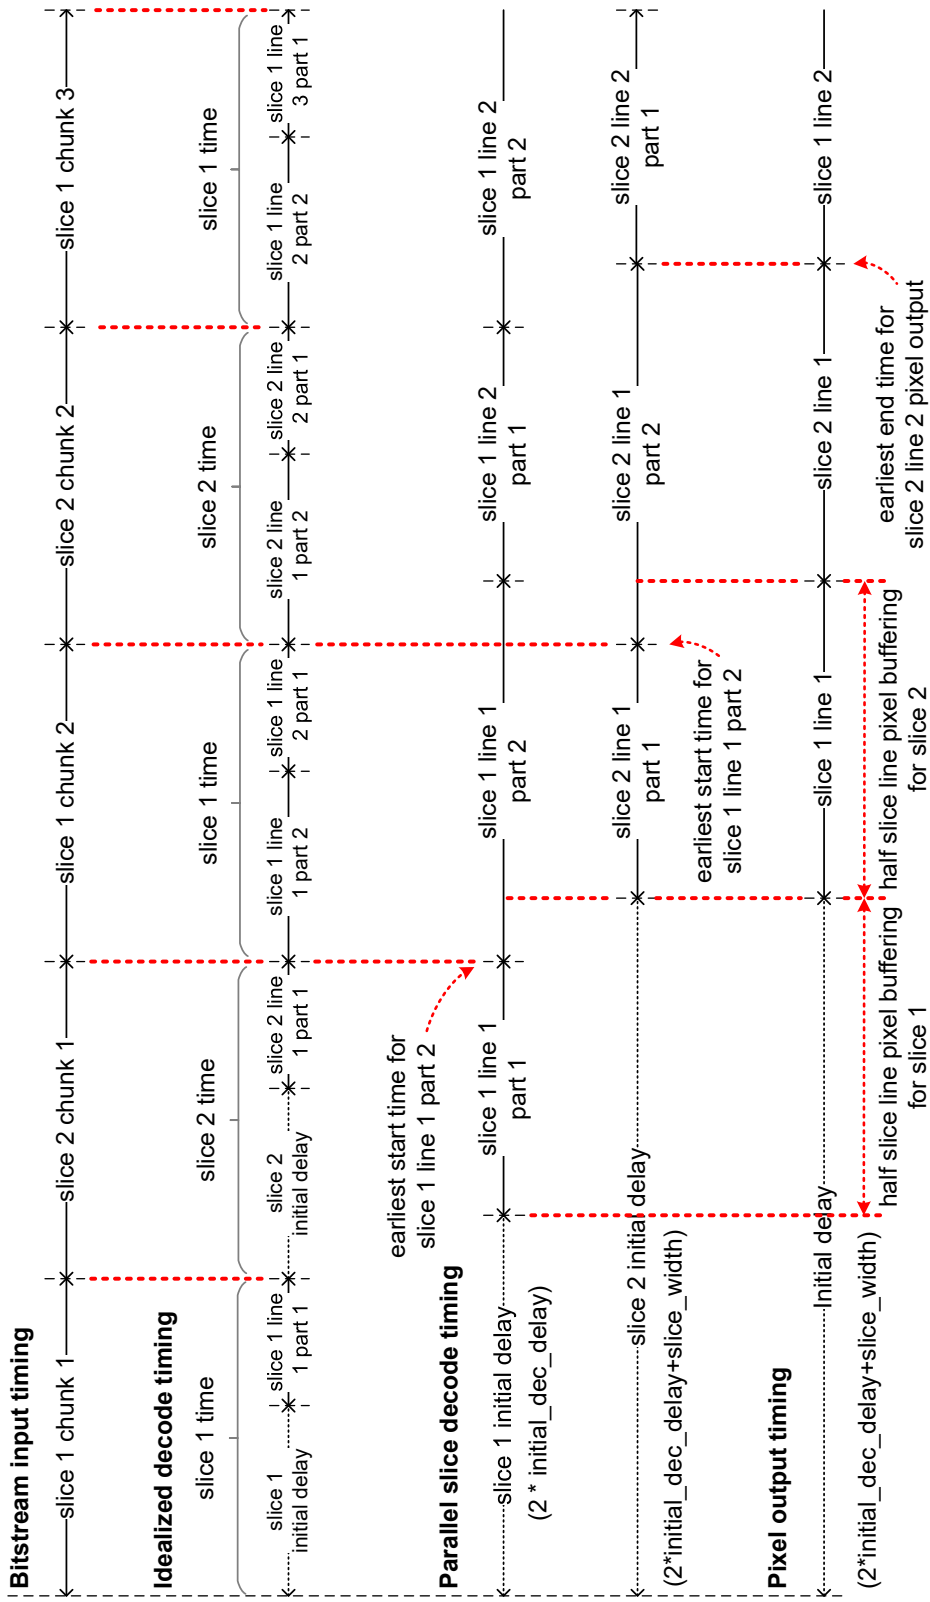 Bitstream input timing
slice 1 chunk 1
slice 2 chunk 1
slice 1 chunk 2
slice 2 chunk 2
slice 1 chunk 3
Idealized decode timing
slice 1 time
slice 2 time
slice 1 time
slice 2 time
slice 1 time
slice 1
initial delay
slice 1 line
1 part 1
slice 2
initial delay
slice 2 line
1 part 1
slice 1 line
1 part 2
slice 1 line
2 part 1
slice 2 line
1 part 2
slice 2 line
2 part 1
slice 1 line
2 part 2
slice 1 line
3 part 1
earliest start time for
slice 1 line 1 part 2
Parallel slice decode timing
slice 1 initial delay
(2 * initial_dec_delay)
slice 1 line 1
part 1
slice 1 line 1
part 2
slice 1 line 2
part 1
slice 1 line 2
part 2
slice 2 initial delay
(2*initial_dec_delay+slice_width)
slice 2 line 1
part 1
slice 2 line 1
part 2
slice 2 line 2
part 1
earliest start time for
slice 1 line 1 part 2
Pixel output timing
Initial delay
(2*initial_dec_delay+slice_width)
slice 1 line 1
slice 2 line 1
slice 1 line 2
half slice line pixel buffering
for slice 1
half slice line pixel buffering
for slice 2
earliest end time for
slice 2 line 2 pixel output